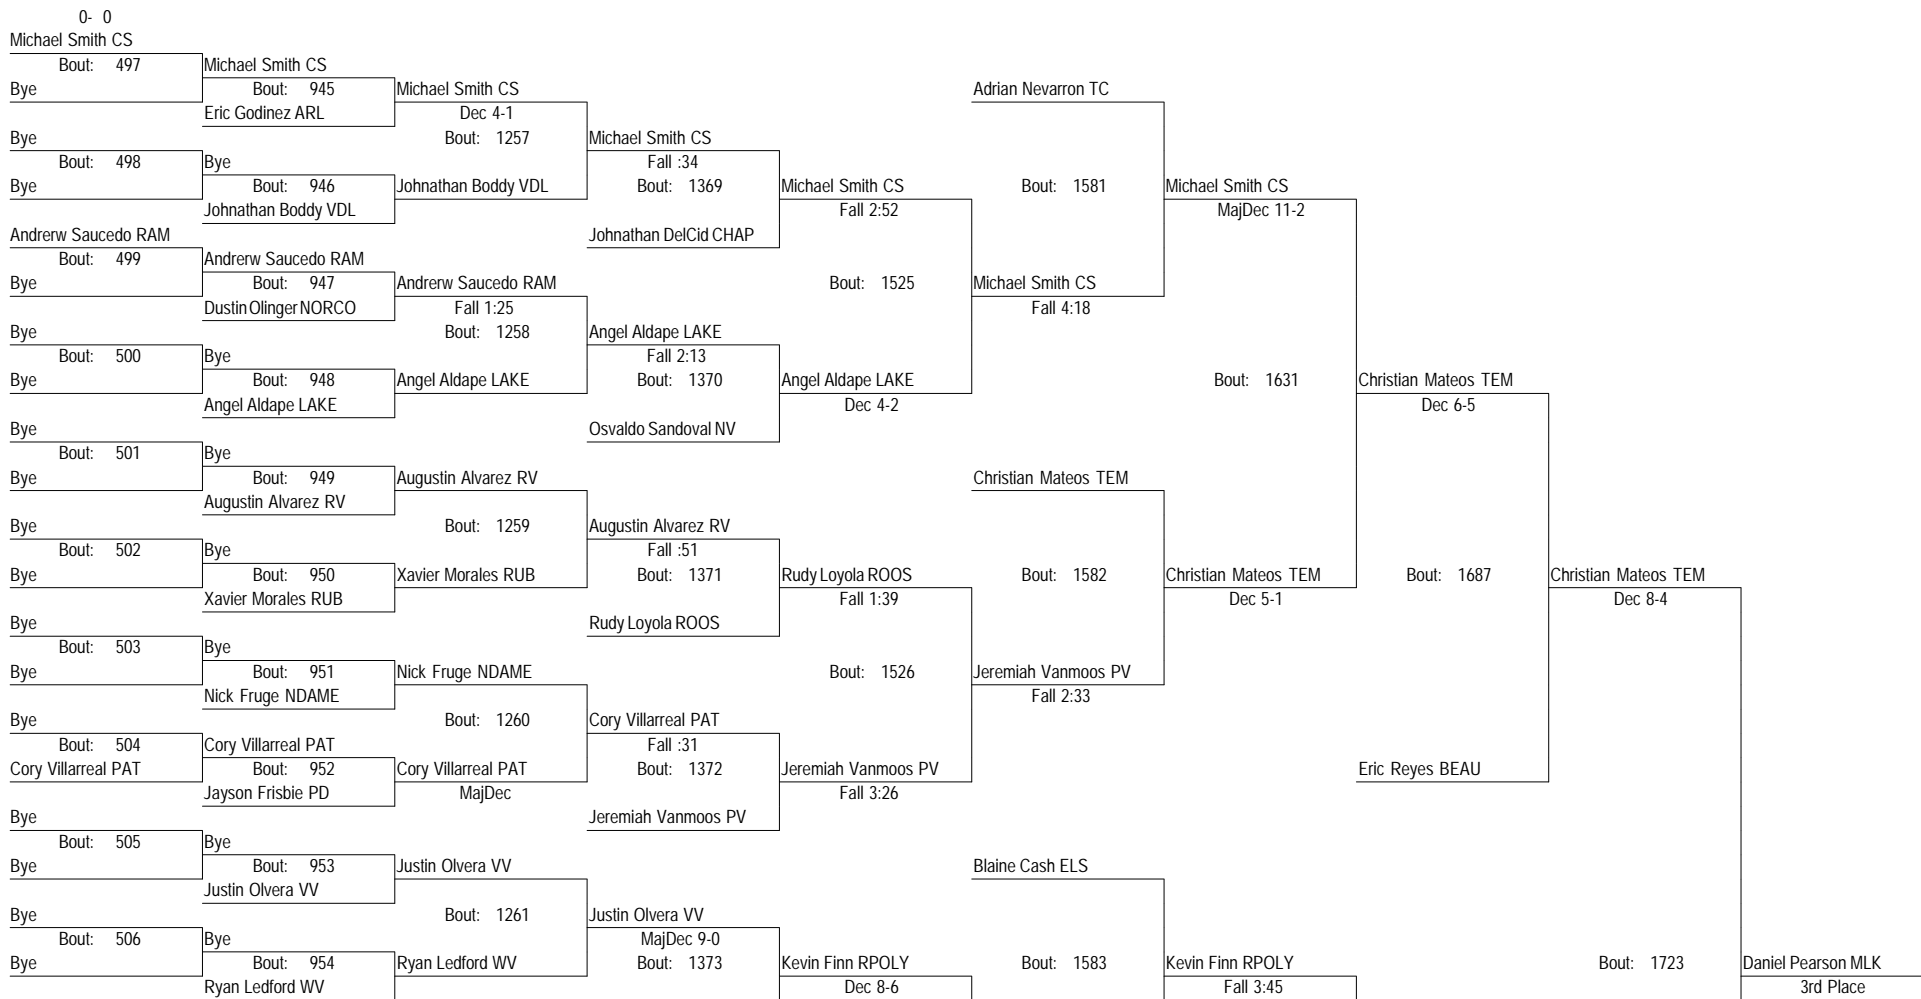 0- 0
Michael Smith CS
Bout: 497 Michael Smith CS
Bye Bout: 945 Michael Smith CS Adrian Nevarron TC
Eric Godinez ARL Dec 4-1
Bye Bout: 1257 Michael Smith CS
Bout: 498 Bye Fall :34
Bye Bout: 946 Johnathan Boddy VDL Bout: 1369 Michael Smith CS Bout: 1581 Michael Smith CS
Johnathan Boddy VDL Fall 2:52 MajDec 11-2
Andrerw Saucedo RAM Johnathan DelCid CHAP
Bout: 499 Andrerw Saucedo RAM
Bye Bout: 947 Andrerw Saucedo RAM Bout: 1525 Michael Smith CS
Dustin Olinger NORCO Fall 1:25 Fall 4:18
Bye Bout: 1258 Angel Aldape LAKE
Bout: 500 Bye Fall 2:13
Bye Bout: 948 Angel Aldape LAKE Bout: 1370 Angel Aldape LAKE Bout: 1631 Christian Mateos TEM
Angel Aldape LAKE Dec 4-2 Dec 6-5
Bye Osvaldo Sandoval NV
Bout: 501 Bye
Bye Bout: 949 Augustin Alvarez RV Christian Mateos TEM
Augustin Alvarez RV
Bye Bout: 1259 Augustin Alvarez RV
Bout: 502 Bye Fall :51
Bye Bout: 950 Xavier Morales RUB Bout: 1371 Rudy Loyola ROOS Bout: 1582 Christian Mateos TEM Bout: 1687 Christian Mateos TEM
Xavier Morales RUB Fall 1:39 Dec 5-1 Dec 8-4
Bye Rudy Loyola ROOS
Bout: 503 Bye
Bye Bout: 951 Nick Fruge NDAME Bout: 1526 Jeremiah Vanmoos PV
Nick Fruge NDAME Fall 2:33
Bye Bout: 1260 Cory Villarreal PAT
Bout: 504 Cory Villarreal PAT Fall :31
Cory Villarreal PAT Bout: 952 Cory Villarreal PAT Bout: 1372 Jeremiah Vanmoos PV Eric Reyes BEAU
Jayson Frisbie PD MajDec Fall 3:26
Bye Jeremiah Vanmoos PV
Bout: 505 Bye
Bye Bout: 953 Justin Olvera VV Blaine Cash ELS
Justin Olvera VV
Bye Bout: 1261 Justin Olvera VV
Bout: 506 Bye MajDec 9-0
Bye Bout: 954 Ryan Ledford WV Bout: 1373 Kevin Finn RPOLY Bout: 1583 Kevin Finn RPOLY Bout: 1723 Daniel Pearson MLK
Ryan Ledford WV Dec 8-6 Fall 3:45 3rd Place